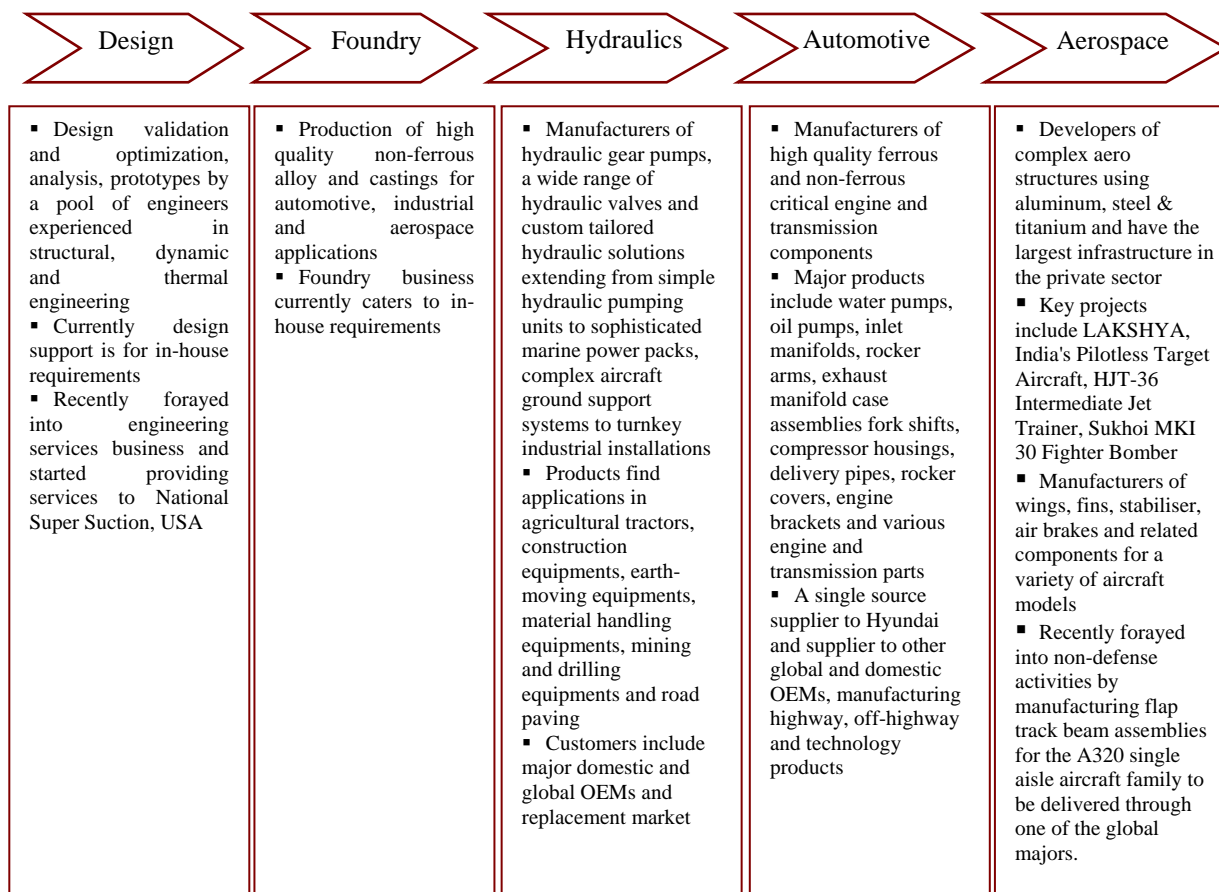 Design
Foundry
Hydraulics
Automotive
Aerospace
▪ Design validation
and optimization,
analysis, prototypes by
a pool of engineers
experienced in
structural, dynamic
and thermal
engineering
▪ Currently design
support is for in-house
requirements
▪ Recently forayed
into engineering
services business and
started providing
services to National
Super Suction, USA
▪ Production of high
quality non-ferrous
alloy and castings for
automotive, industrial
and aerospace
applications
▪ Foundry business
currently caters to in-
house requirements
▪ Manufacturers of
hydraulic gear pumps,
a wide range of
hydraulic valves and
custom tailored
hydraulic solutions
extending from simple
hydraulic pumping
units to sophisticated
marine power packs,
complex aircraft
ground support
systems to turnkey
industrial installations
▪ Products find
applications in
agricultural tractors,
construction
equipments, earth-
moving equipments,
material handling
equipments, mining
and drilling
equipments and road
paving
▪ Customers include
major domestic and
global OEMs and
replacement market
▪ Manufacturers of
high quality ferrous
and non-ferrous
critical engine and
transmission
components
▪ Major products
include water pumps,
oil pumps, inlet
manifolds, rocker
arms, exhaust
manifold case
assemblies fork shifts,
compressor housings,
delivery pipes, rocker
covers, engine
brackets and various
engine and
transmission parts
▪ A single source
supplier to Hyundai
and supplier to other
global and domestic
OEMs, manufacturing
highway, off-highway
and technology
products
▪ Developers of
complex aero
structures using
aluminum, steel &
titanium and have the
largest infrastructure in
the private sector
▪ Key projects
include LAKSHYA,
India's Pilotless Target
Aircraft, HJT-36
Intermediate Jet
Trainer, Sukhoi MKI
30 Fighter Bomber
▪ Manufacturers of
wings, fins, stabiliser,
air brakes and related
components for a
variety of aircraft
models
▪ Recently forayed
into non-defense
activities by
manufacturing flap
track beam assemblies
for the A320 single
aisle aircraft family to
be delivered through
one of the global
majors.